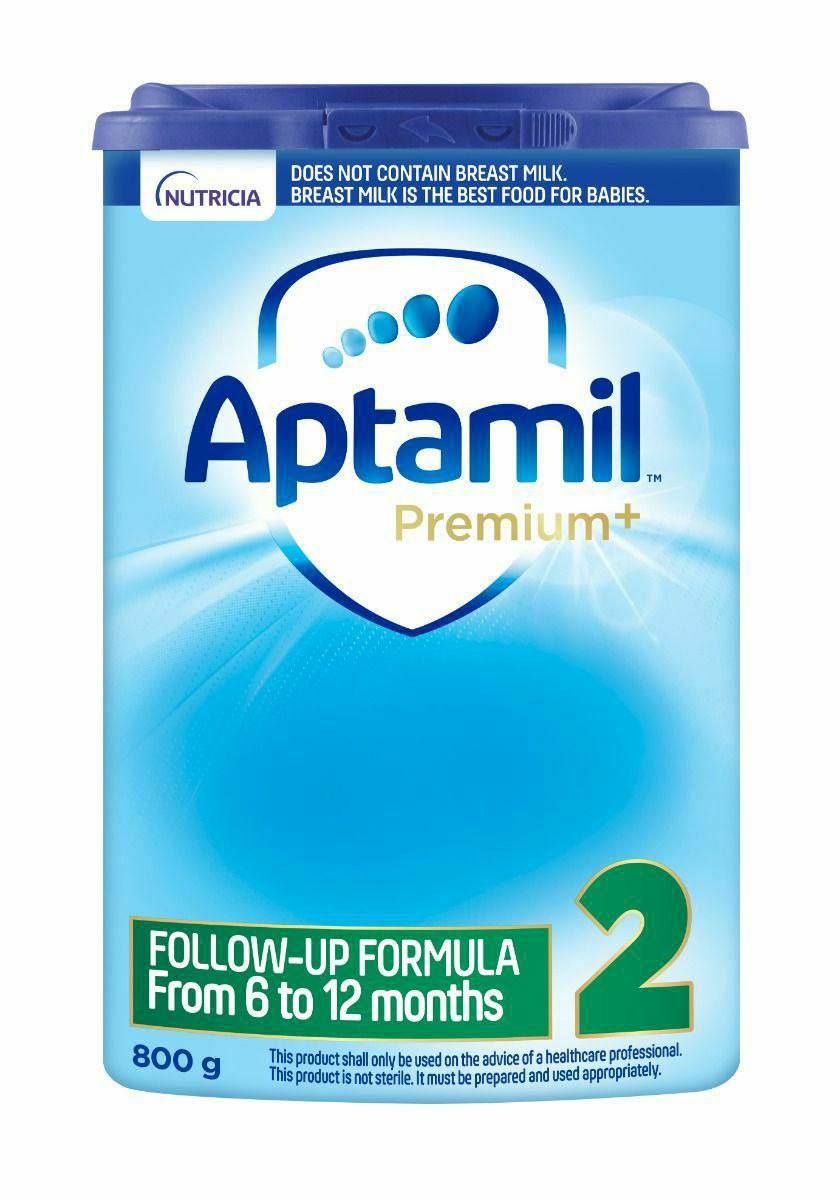 NUTRICIA
DOES NOT CONTAIN BREAST MILK.
BREAST MILK IS THE BEST FOOD FOR BABIES.
Aptamil™
Premium+
FOLLOW-UP FORMULA
From 6 to 12 months
2
800 g
This product shall only be used on the advice of a healthcare professional.
This product is not sterile. It must be prepared and used appropriately.